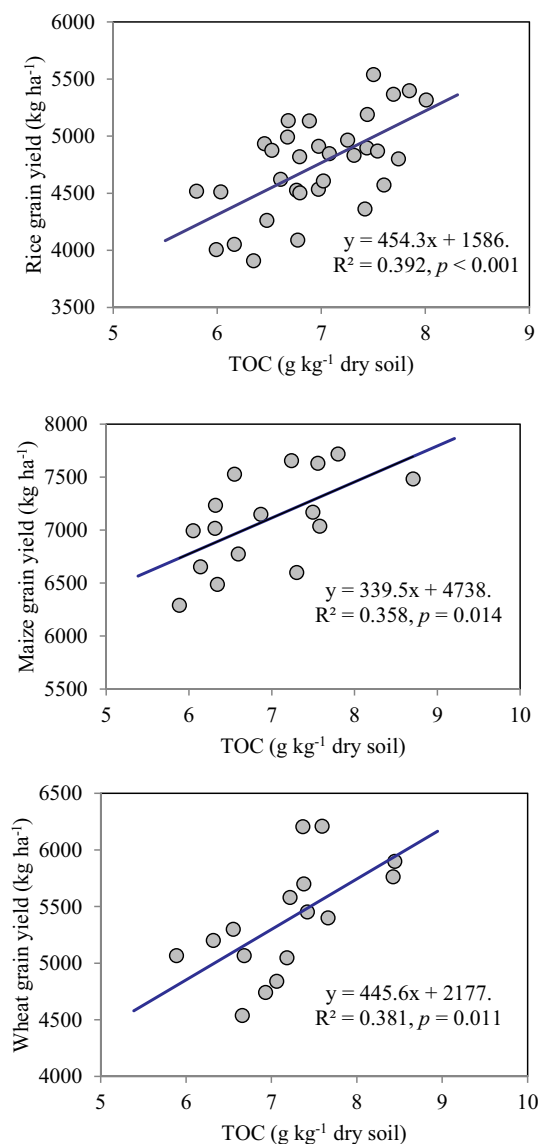 6000
5500
5000
4500
4000
3500
Rice grain yield (kg ha⁻¹)
y = 454.3x + 1586.
R² = 0.392, p < 0.001
5 6 7 8 9
TOC (g kg⁻¹ dry soil)
8000
7500
7000
6500
6000
5500
Maize grain yield (kg ha⁻¹)
y = 339.5x + 4738.
R² = 0.358, p = 0.014
5 6 7 8 9 10
TOC (g kg⁻¹ dry soil)
6500
6000
5500
5000
4500
4000
Wheat grain yield (kg ha⁻¹)
y = 445.6x + 2177.
R² = 0.381, p = 0.011
5 6 7 8 9 10
TOC (g kg⁻¹ dry soil)